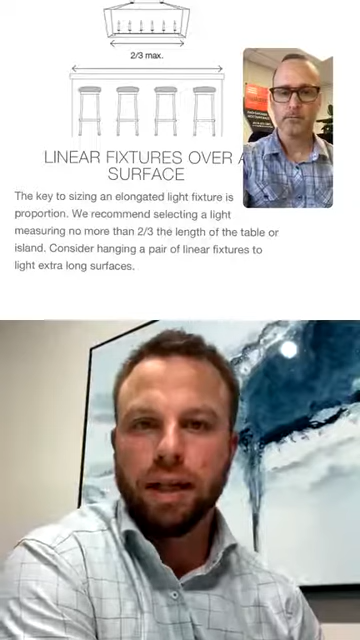 2/3 max.
LINEAR FIXTURES OVER A
SURFACE
The key to sizing an elongated light fixture is
proportion. We recommend selecting a light
measuring no more than 2/3 the length of the table or
island. Consider hanging a pair of linear fixtures to
light extra long surfaces.